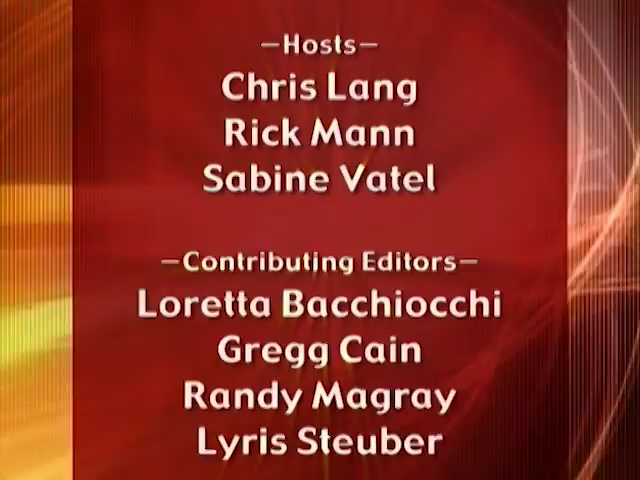 —Hosts—
Chris Lang
Rick Mann
Sabine Vatel
—Contributing Editors—
Loretta Bacchiocchi
Gregg Cain
Randy Magray
Lyris Steuber